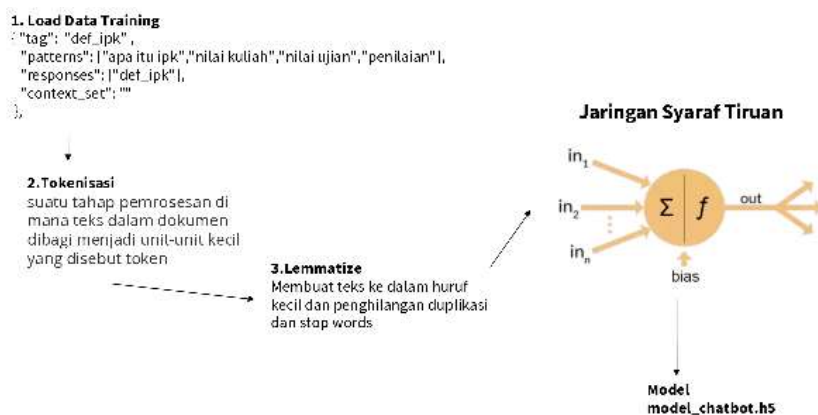 1. Load Data Training
{ "tag": "def_ipk" ,
"patterns": ["apa itu ipk","nilai kuliah","nilai ujian","penilaian"],
"responses": ["def_ipk"],
"context_set": ""
},
2.Tokenisasi
suatu tahap pemrosesan di
mana teks dalam dokumen
dibagi menjadi unit-unit kecil
yang disebut token
3.Lemmatize
Membuat teks ke dalam huruf
kecil dan penghilangan duplikasi
dan stop words
Jaringan Syaraf Tiruan
in1
in2
inn
Σ f
out
bias
Model
model_chatbot.h5